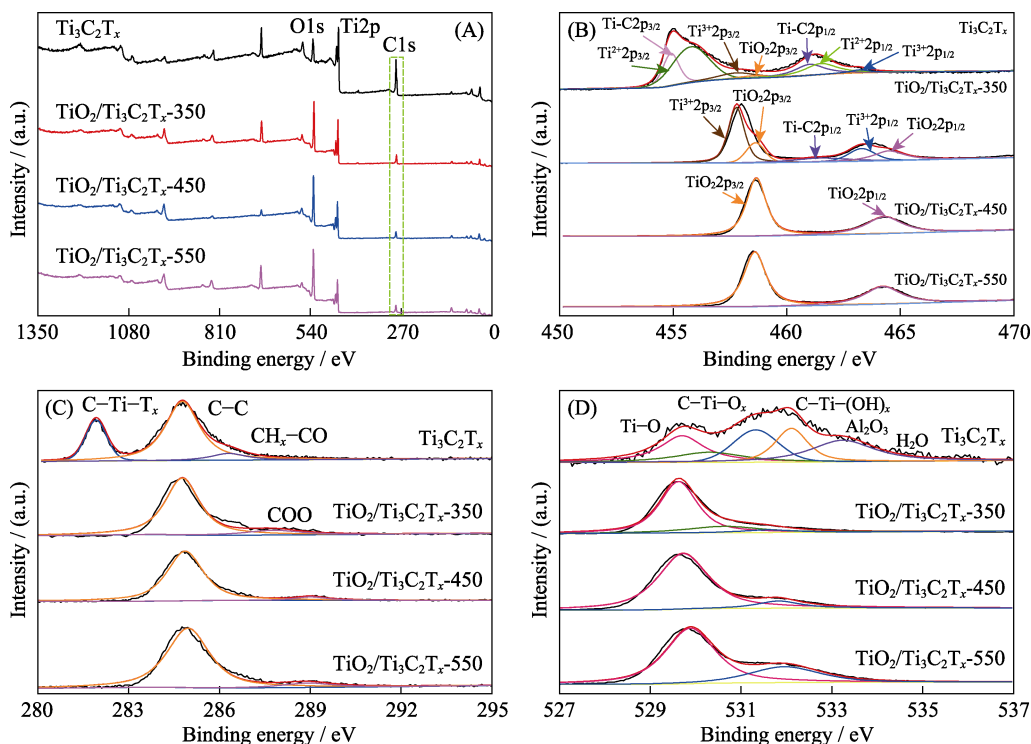 (A)
Ti₃C₂Tₓ
O1s
Ti2p
C1s
TiO₂/Ti₃C₂Tₓ-350
TiO₂/Ti₃C₂Tₓ-450
TiO₂/Ti₃C₂Tₓ-550
Intensity / (a.u.)
1350 1080 810 540 270 0
Binding energy / eV
(B)
Ti-C2p₃/₂
Ti²⁺2p₃/₂
Ti³⁺2p₃/₂
TiO₂2p₃/₂
Ti-C2p₁/₂
Ti²⁺2p₁/₂
Ti³⁺2p₁/₂
Ti₃C₂Tₓ
TiO₂/Ti₃C₂Tₓ-350
Ti³⁺2p₃/₂
TiO₂2p₃/₂
Ti-C2p₁/₂
Ti³⁺2p₁/₂
TiO₂2p₁/₂
TiO₂2p₃/₂
TiO₂2p₁/₂
TiO₂/Ti₃C₂Tₓ-450
TiO₂/Ti₃C₂Tₓ-550
Intensity / (a.u.)
450 455 460 465 470
Binding energy / eV
(C)
C−Ti−Tₓ
C−C
CHₓ−CO
Ti₃C₂Tₓ
COO
TiO₂/Ti₃C₂Tₓ-350
TiO₂/Ti₃C₂Tₓ-450
TiO₂/Ti₃C₂Tₓ-550
Intensity / (a.u.)
280 283 286 289 292 295
Binding energy / eV
(D)
Ti−O
C−Ti−Oₓ
C−Ti−(OH)ₓ
Al₂O₃
H₂O
Ti₃C₂Tₓ
TiO₂/Ti₃C₂Tₓ-350
TiO₂/Ti₃C₂Tₓ-450
TiO₂/Ti₃C₂Tₓ-550
Intensity / (a.u.)
527 529 531 533 535 537
Binding energy / eV